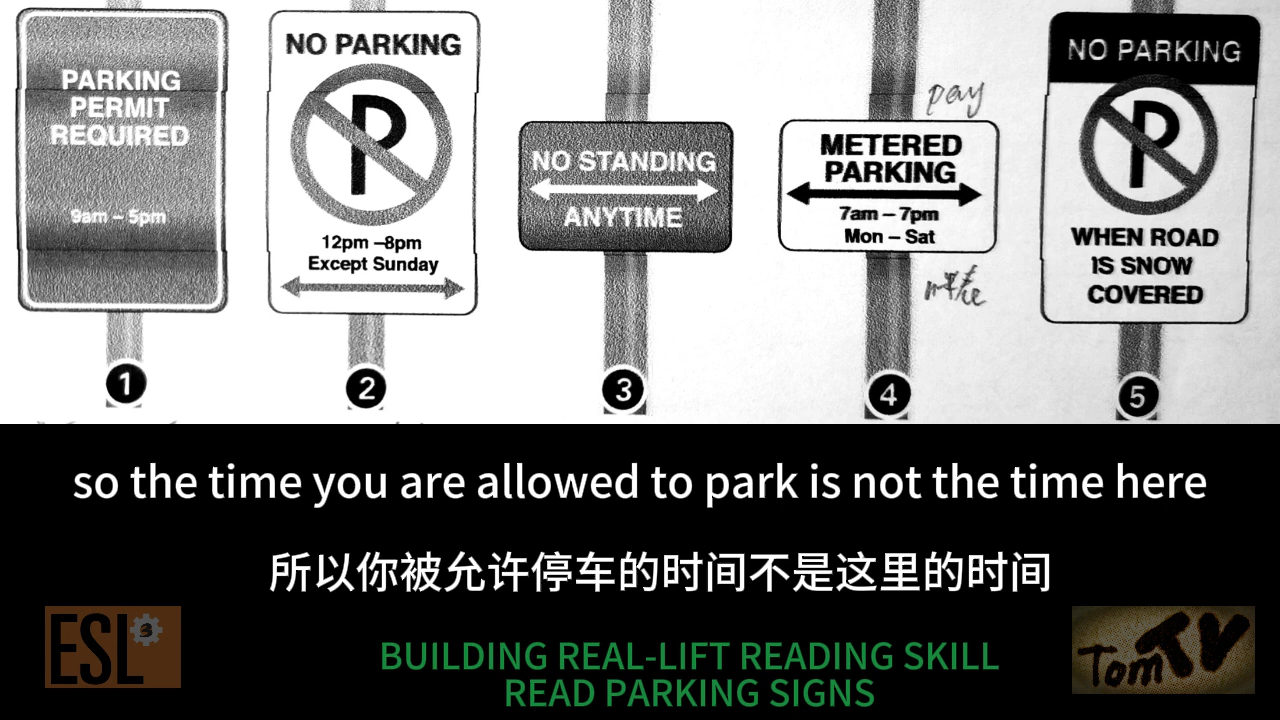 PARKING
PERMIT
REQUIRED
9am – 5pm
1
NO PARKING
P
12pm –8pm
Except Sunday
2
NO STANDING
ANYTIME
3
pay
METERED
PARKING
7am – 7pm
Mon – Sat
4
NO PARKING
P
WHEN ROAD
IS SNOW
COVERED
5
so the time you are allowed to park is not the time here
所以你被允许停车的时间不是这里的时间
ESL
BUILDING REAL-LIFT READING SKILL
READ PARKING SIGNS
Tom TV